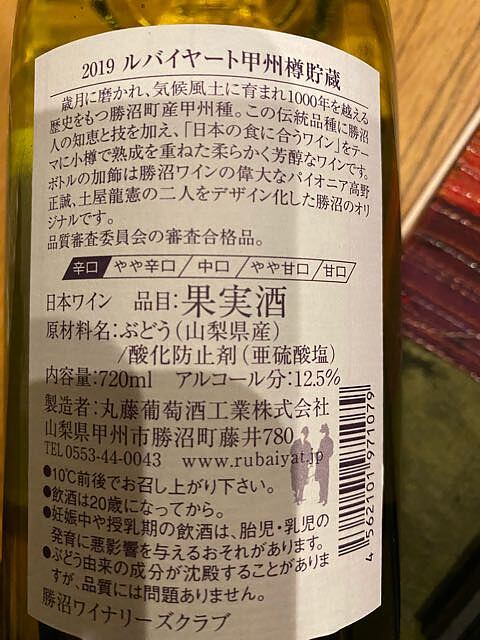 2019 ルバイヤート甲州樽貯蔵
歳月に磨かれ、気候風土に育まれ1000年を越える
歴史をもつ勝沼町産甲州種。この伝統品種に勝沼
人の知恵と技を加え、「日本の食に合うワイン」をテー
マに小樽で熟成を重ねた柔らかく芳醇なワインです。
ボトルの加飾は勝沼ワインの偉大なパイオニア高野
正誠、土屋龍憲の二人をデザイン化した勝沼のオリ
ジナルです。
品質審査委員会の審査合格品。
辛口/やや辛口/中口/やや甘口/甘口
日本ワイン 品目:果実酒
原材料名:ぶどう(山梨県産)
/酸化防止剤(亜硫酸塩)
内容量:720ml アルコール分:12.5%
製造者:丸藤葡萄酒工業株式会社
山梨県甲州市勝沼町藤井780
TEL0553-44-0043 www.rubaiyat.jp
●10℃前後でお召し上がり下さい。
●飲酒は20歳になってから。
●妊娠中や授乳期の飲酒は、胎児・乳児の
発育に悪影響を与えるおそれがあります。
●ぶどう由来の成分が沈殿することがありま
すが、品質には問題ありません。
勝沼ワイナリーズクラブ
4 562101 971079